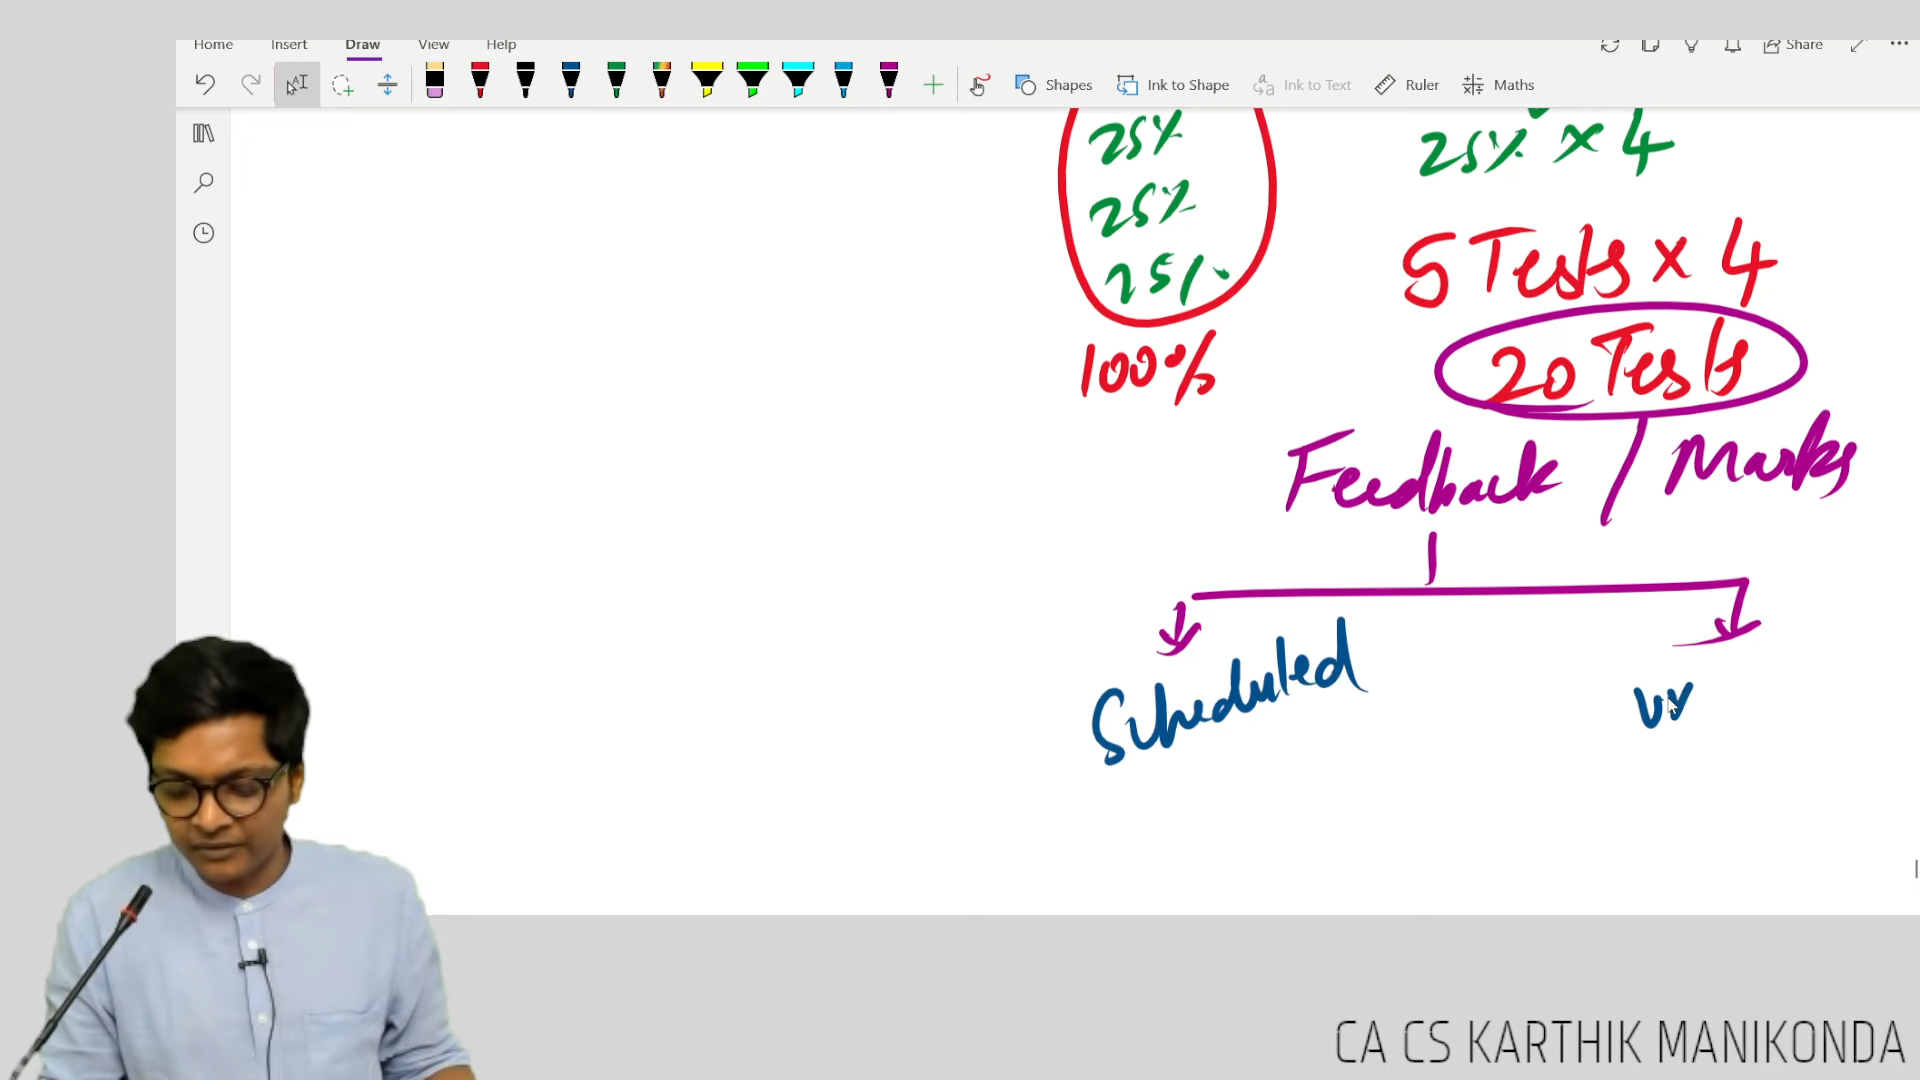 Home Insert Draw View Help Share
Shapes Ink to Shape Ink to Text Ruler Maths
25%
25%
25%
100%
25% × 4
5 Tests × 4
20 Tests
Feedback / Marks
Scheduled
CA CS KARTHIK MANIKONDA